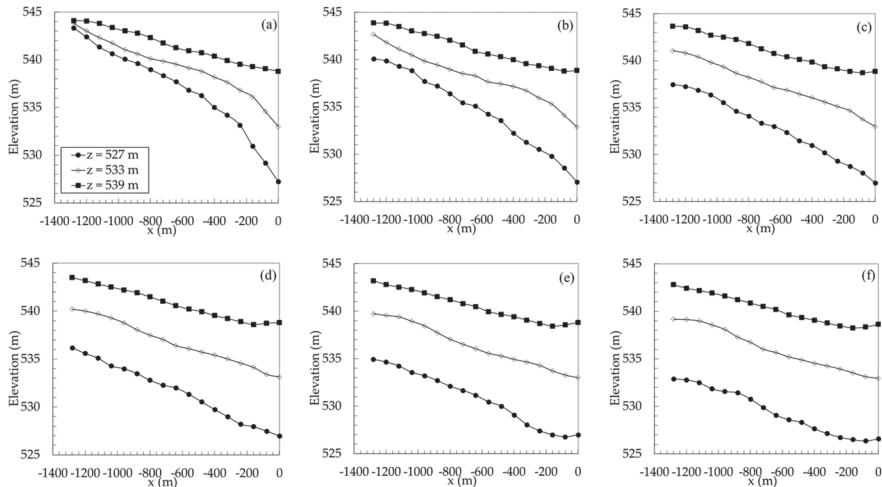 545 (a) 545 (b) 545 (c)
540 540 540
535 535 535
530 530 530
525 525 525
Elevation (m) Elevation (m) Elevation (m)
z = 527 m
z = 533 m
z = 539 m
-1400 -1200 -1000 -800 -600 -400 -200 0 -1400 -1200 -1000 -800 -600 -400 -200 0 -1400 -1200 -1000 -800 -600 -400 -200 0
x (m) x (m) x (m)
545 (d) 545 (e) 545 (f)
540 540 540
535 535 535
530 530 530
525 525 525
Elevation (m) Elevation (m) Elevation (m)
-1400 -1200 -1000 -800 -600 -400 -200 0 -1400 -1200 -1000 -800 -600 -400 -200 0 -1400 -1200 -1000 -800 -600 -400 -200 0
x (m) x (m) x (m)